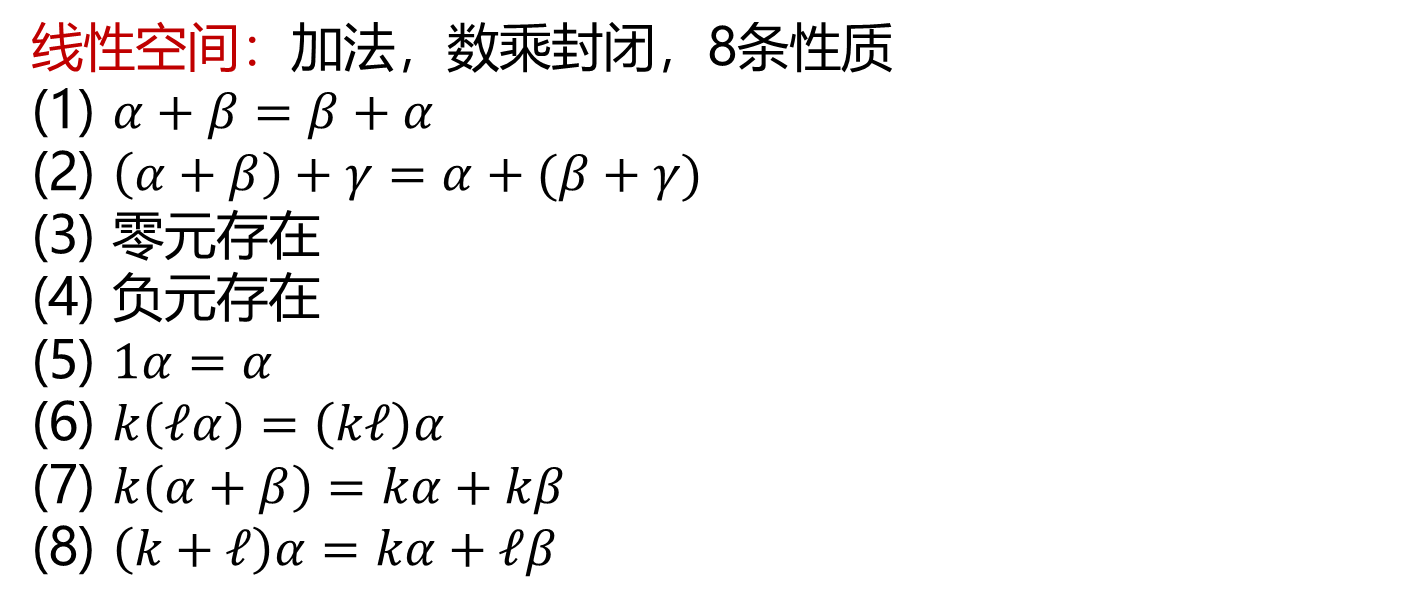 线性空间：加法，数乘封闭，8条性质
(1) α + β = β + α
(2) (α + β) + γ = α + (β + γ)
(3) 零元存在
(4) 负元存在
(5) 1α = α
(6) k(ℓα) = (kℓ)α
(7) k(α + β) = kα + kβ
(8) (k + ℓ)α = kα + ℓβ